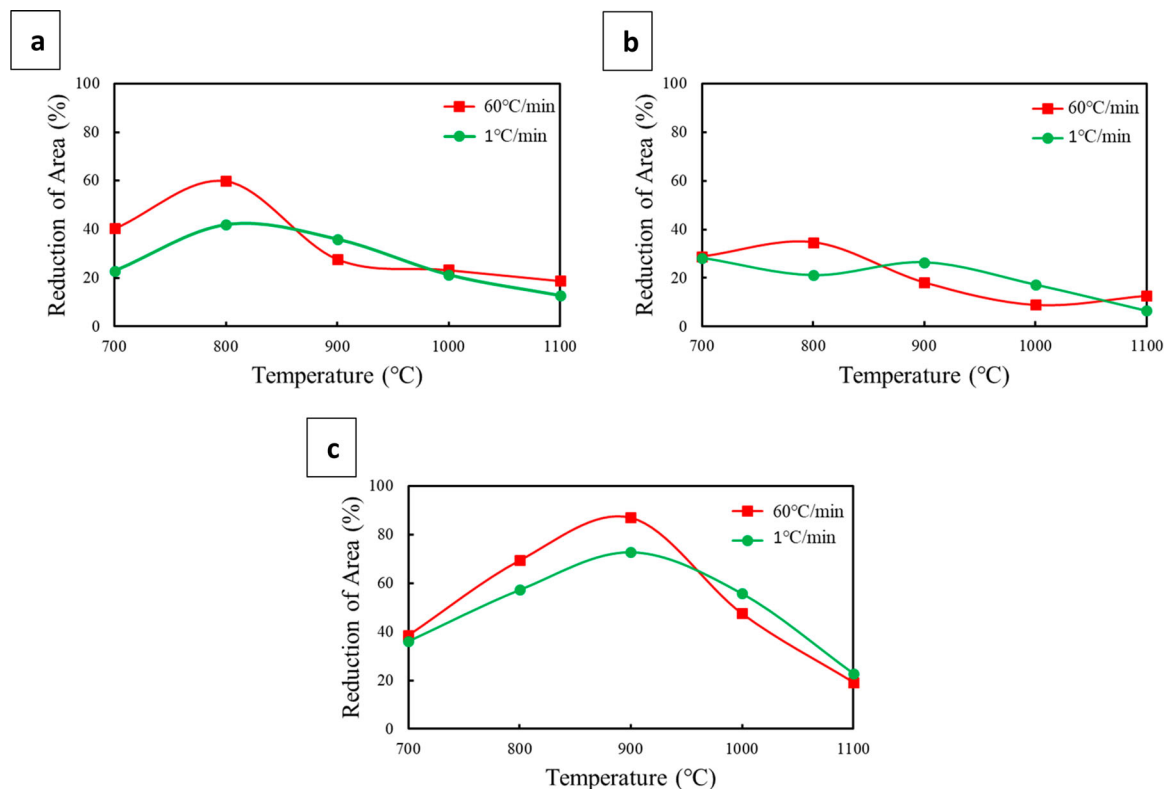 a
Reduction of Area (%)
100
80
60
40
20
0
60°C/min
1°C/min
700 800 900 1000 1100
Temperature (°C)
b
Reduction of Area (%)
100
80
60
40
20
0
60°C/min
1°C/min
700 800 900 1000 1100
Temperature (°C)
c
Reduction of Area (%)
100
80
60
40
20
0
60°C/min
1°C/min
700 800 900 1000 1100
Temperature (°C)